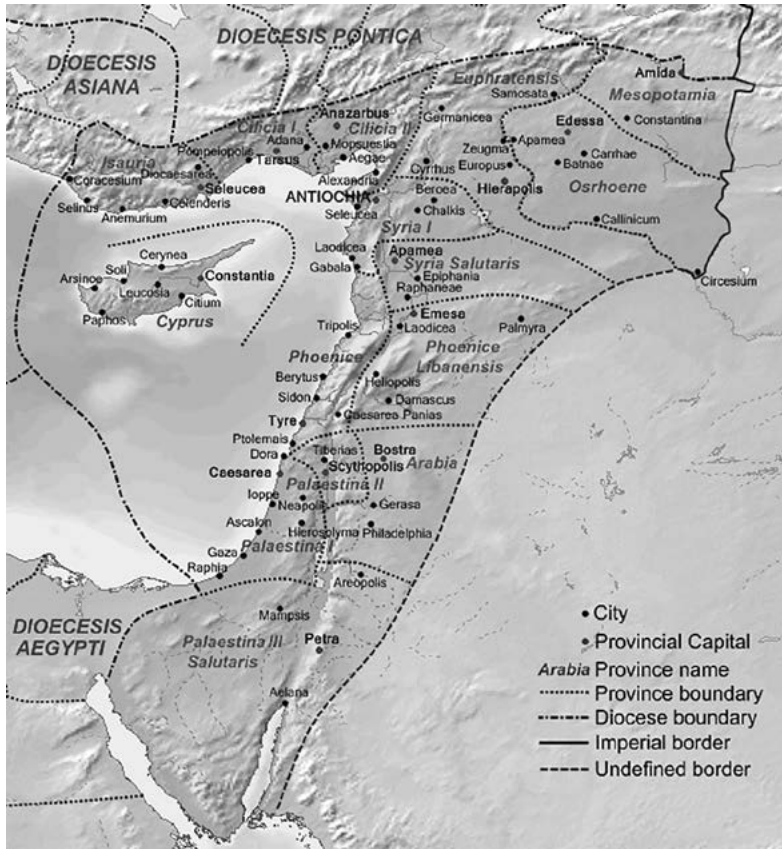 DIOECESIS PONTICA
DIOECESIS
ASIANA
Amida
Euphratensis
Samosata
Mesopotamia
Anazarbus
Germanicea
Cilicia I
Cilicia II
Edessa
Constantina
Adana
Mopsuestia
Zeugma
Apamea
Isauria
Pompeiopolis
Tarsus
Aegae
Carrhae
Diocaesarea
Cyrrhus
Europus
Batnae
Coracesium
Seleucea
Alexandria
Hierapolis
Osrhoene
Selinus
Celenderis
ANTIOCHIA
Beroea
Anemurium
Seleucea
Chalkis
Callinicum
Syria I
Cerynea
Laodicea
Apamea
Soli
Constantia
Gabala
Syria Salutaris
Arsinoe
Leucosia
Epiphania
Circesium
Citium
Raphaneae
Paphos
Cyprus
Emesa
Tripolis
Laodicea
Palmyra
Phoenice
Phoenice
Libanensis
Berytus
Heliopolis
Sidon
Damascus
Tyre
Caesarea Panias
Ptolemais
Dora
Tiberias
Bostra
Arabia
Caesarea
Scythopolis
Palaestina II
Ioppe
Neapolis
Gerasa
Ascalon
Hierosolyma
Philadelphia
Palaestina I
Gaza
Raphia
Areopolis
DIOECESIS
AEGYPTI
Mampsis
Palaestina III
Salutaris
Petra
Aelana
City
Provincial Capital
Arabia Province name
Province boundary
Diocese boundary
Imperial border
Undefined border